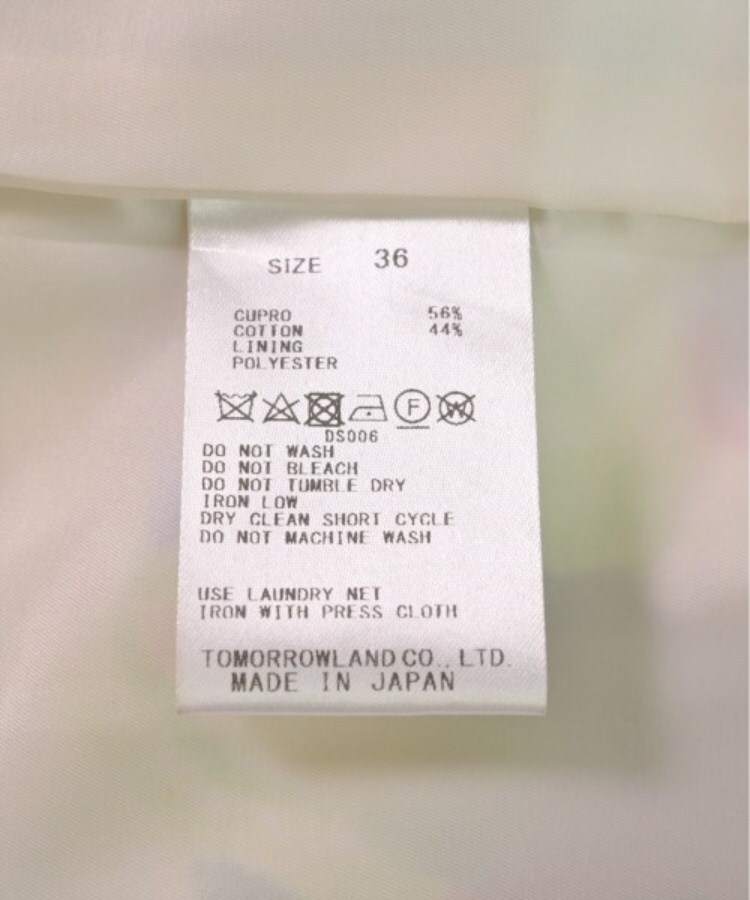 SIZE 36
CUPRO 56%
COTTON 44%
LINING
POLYESTER
F W
DS006
DO NOT WASH
DO NOT BLEACH
DO NOT TUMBLE DRY
IRON LOW
DRY CLEAN SHORT CYCLE
DO NOT MACHINE WASH
USE LAUNDRY NET
IRON WITH PRESS CLOTH
TOMORROWLAND CO., LTD.
MADE IN JAPAN